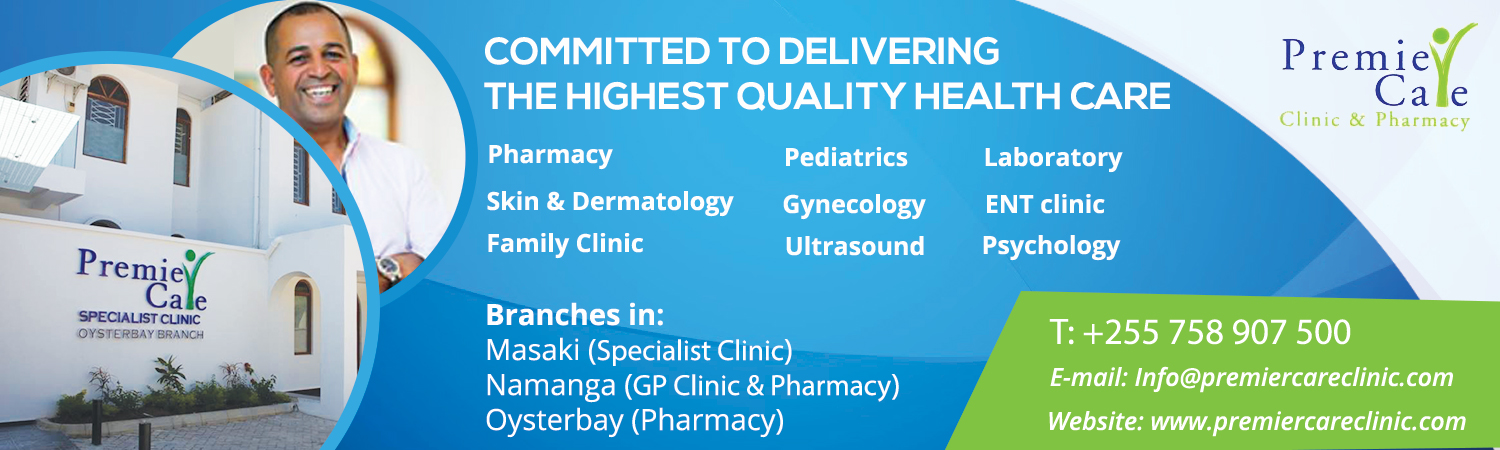 COMMITTED TO DELIVERING
THE HIGHEST QUALITY HEALTH CARE
Pharmacy
Pediatrics
Laboratory
Skin & Dermatology
Gynecology
ENT clinic
Family Clinic
Ultrasound
Psychology
Branches in:
Masaki (Specialist Clinic)
Namanga (GP Clinic & Pharmacy)
Oysterbay (Pharmacy)
Premier
Care
Clinic & Pharmacy
T: +255 758 907 500
E-mail: Info@premiercareclinic.com
Website: www.premiercareclinic.com
Premier
Care
SPECIALIST CLINIC
OYSTERBAY BRANCH